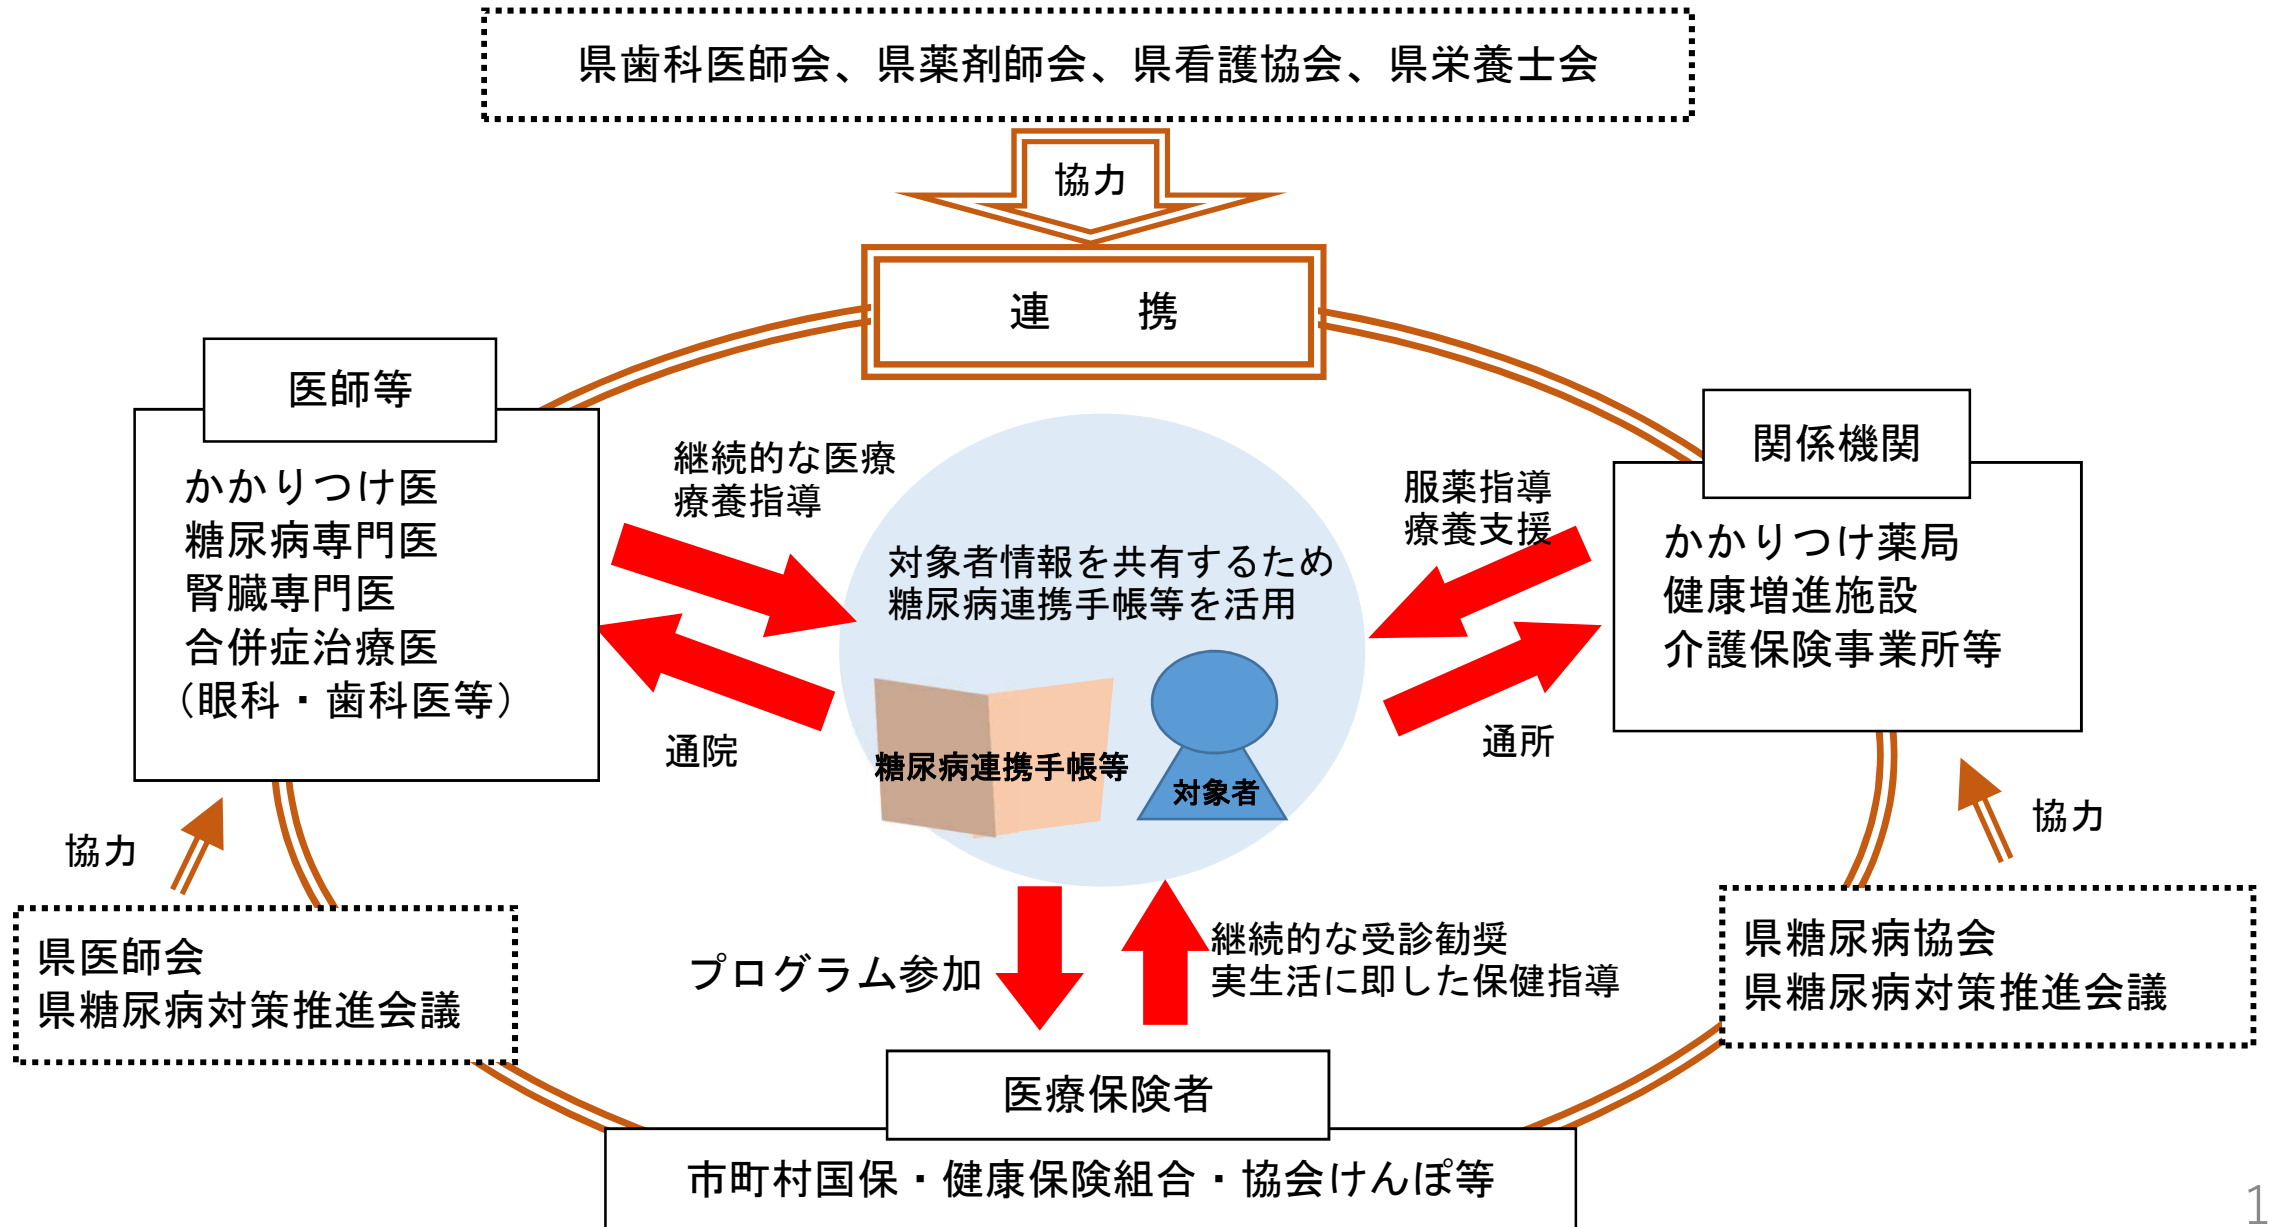 県歯科医師会、県薬剤師会、県看護協会、県栄養士会
協力
連　携
医師等
かかりつけ医
糖尿病専門医
腎臓専門医
合併症治療医
（眼科・歯科医等）
継続的な医療
療養指導
通院
対象者情報を共有するため
糖尿病連携手帳等を活用
糖尿病連携手帳等
対象者
服薬指導
療養支援
通所
関係機関
かかりつけ薬局
健康増進施設
介護保険事業所等
協力
県医師会
県糖尿病対策推進会議
プログラム参加
継続的な受診勧奨
実生活に即した保健指導
協力
県糖尿病協会
県糖尿病対策推進会議
医療保険者
市町村国保・健康保険組合・協会けんぽ等
1